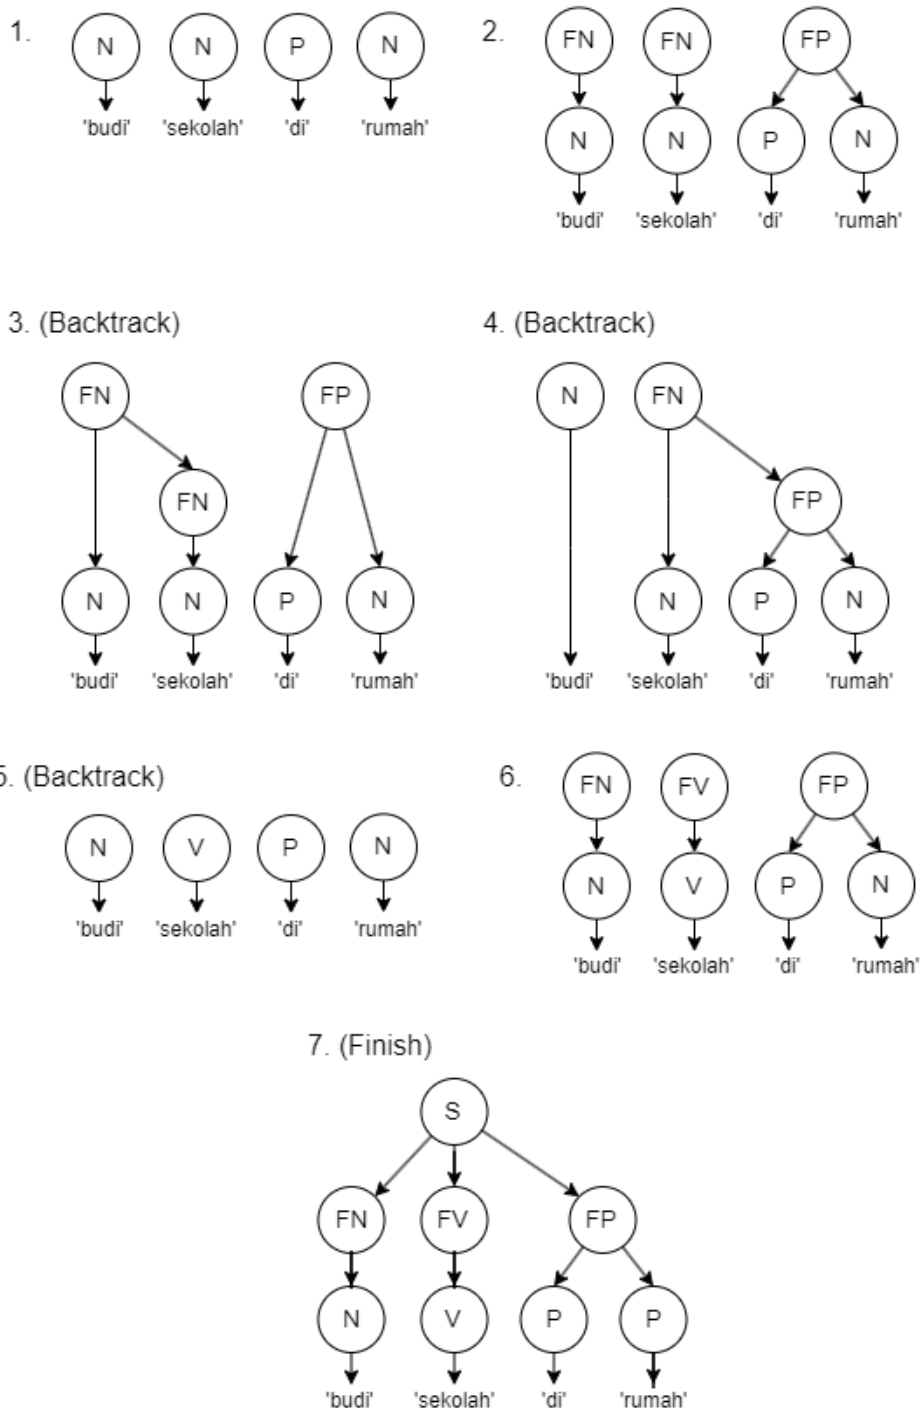 1.
N N P N
'budi' 'sekolah' 'di' 'rumah'
2.
FN FN FP
N N P N
'budi' 'sekolah' 'di' 'rumah'
3. (Backtrack)
FN FP
FN
N N P N
'budi' 'sekolah' 'di' 'rumah'
4. (Backtrack)
N FN
FP
N P N
'budi' 'sekolah' 'di' 'rumah'
5. (Backtrack)
N V P N
'budi' 'sekolah' 'di' 'rumah'
6.
FN FV FP
N V P N
'budi' 'sekolah' 'di' 'rumah'
7. (Finish)
S
FN FV FP
N V P P
'budi' 'sekolah' 'di' 'rumah'